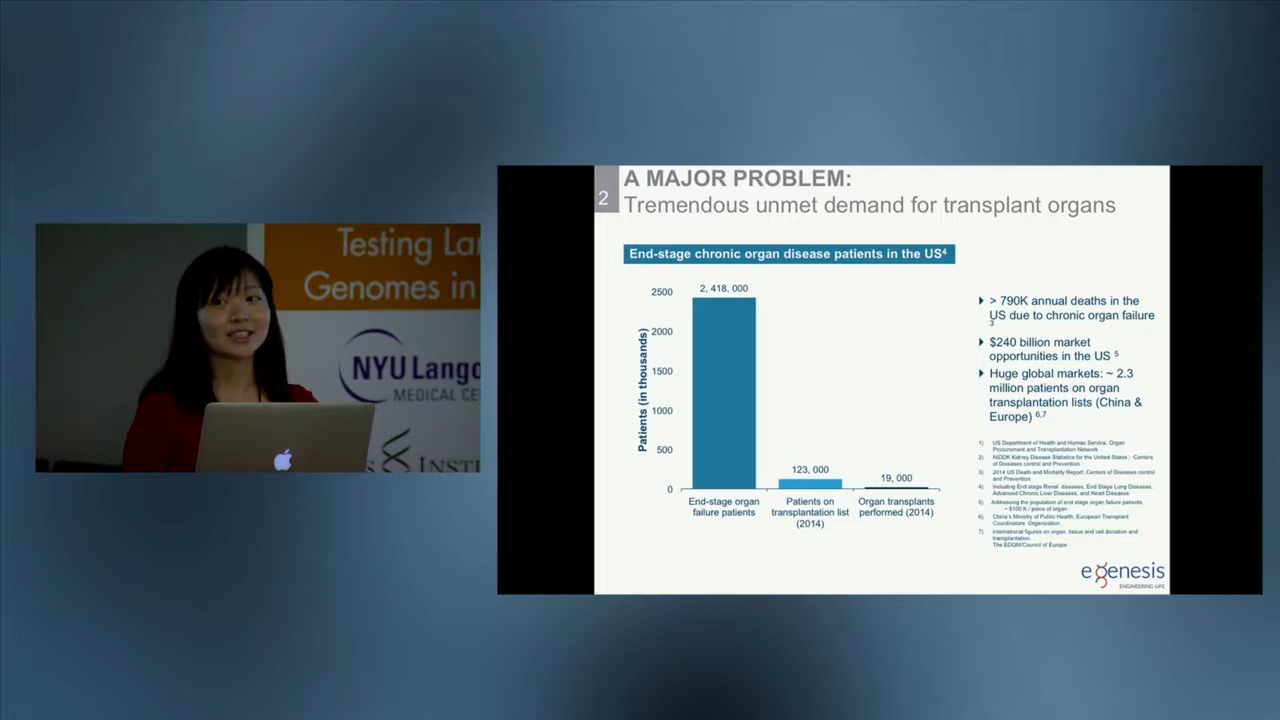 Testing La
Genomes in
NYU Lango
MEDICAL CE
INSTI
2
A MAJOR PROBLEM:
Tremendous unmet demand for transplant organs
End-stage chronic organ disease patients in the US4
Patients (in thousands)
2500
2000
1500
1000
500
0
2, 418, 000
123, 000
19, 000
End-stage organ
failure patients
Patients on
transplantation list
(2014)
Organ transplants
performed (2014)
> 790K annual deaths in the
US due to chronic organ failure
3
$240 billion market
opportunities in the US 5
Huge global markets: ~ 2.3
million patients on organ
transplantation lists (China &
Europe) 6,7
1) US Department of Health and Human Service, Organ
Procurement and Transplantation Network
2) NIDDK Kidney Disease Statistics for the United States ; Centers
of Diseases control and Prevention
3) 2014 US Death and Mortality Report; Centers of Diseases control
and Prevention.
4) Including End stage Renal diseases, End Stage Lung Diseases,
Advanced Chronic Liver Diseases, and Heart Diseases
5) Addressing the population of end stage organ failure patients,
~ $100 K / piece of organ
6) China's Ministry of Public Health; European Transplant
Coordinators Organization
7) international figures on organ, tissue and cell donation and
transplantation.
The EDQM/Council of Europe
egenesis
ENGINEERING LIFE